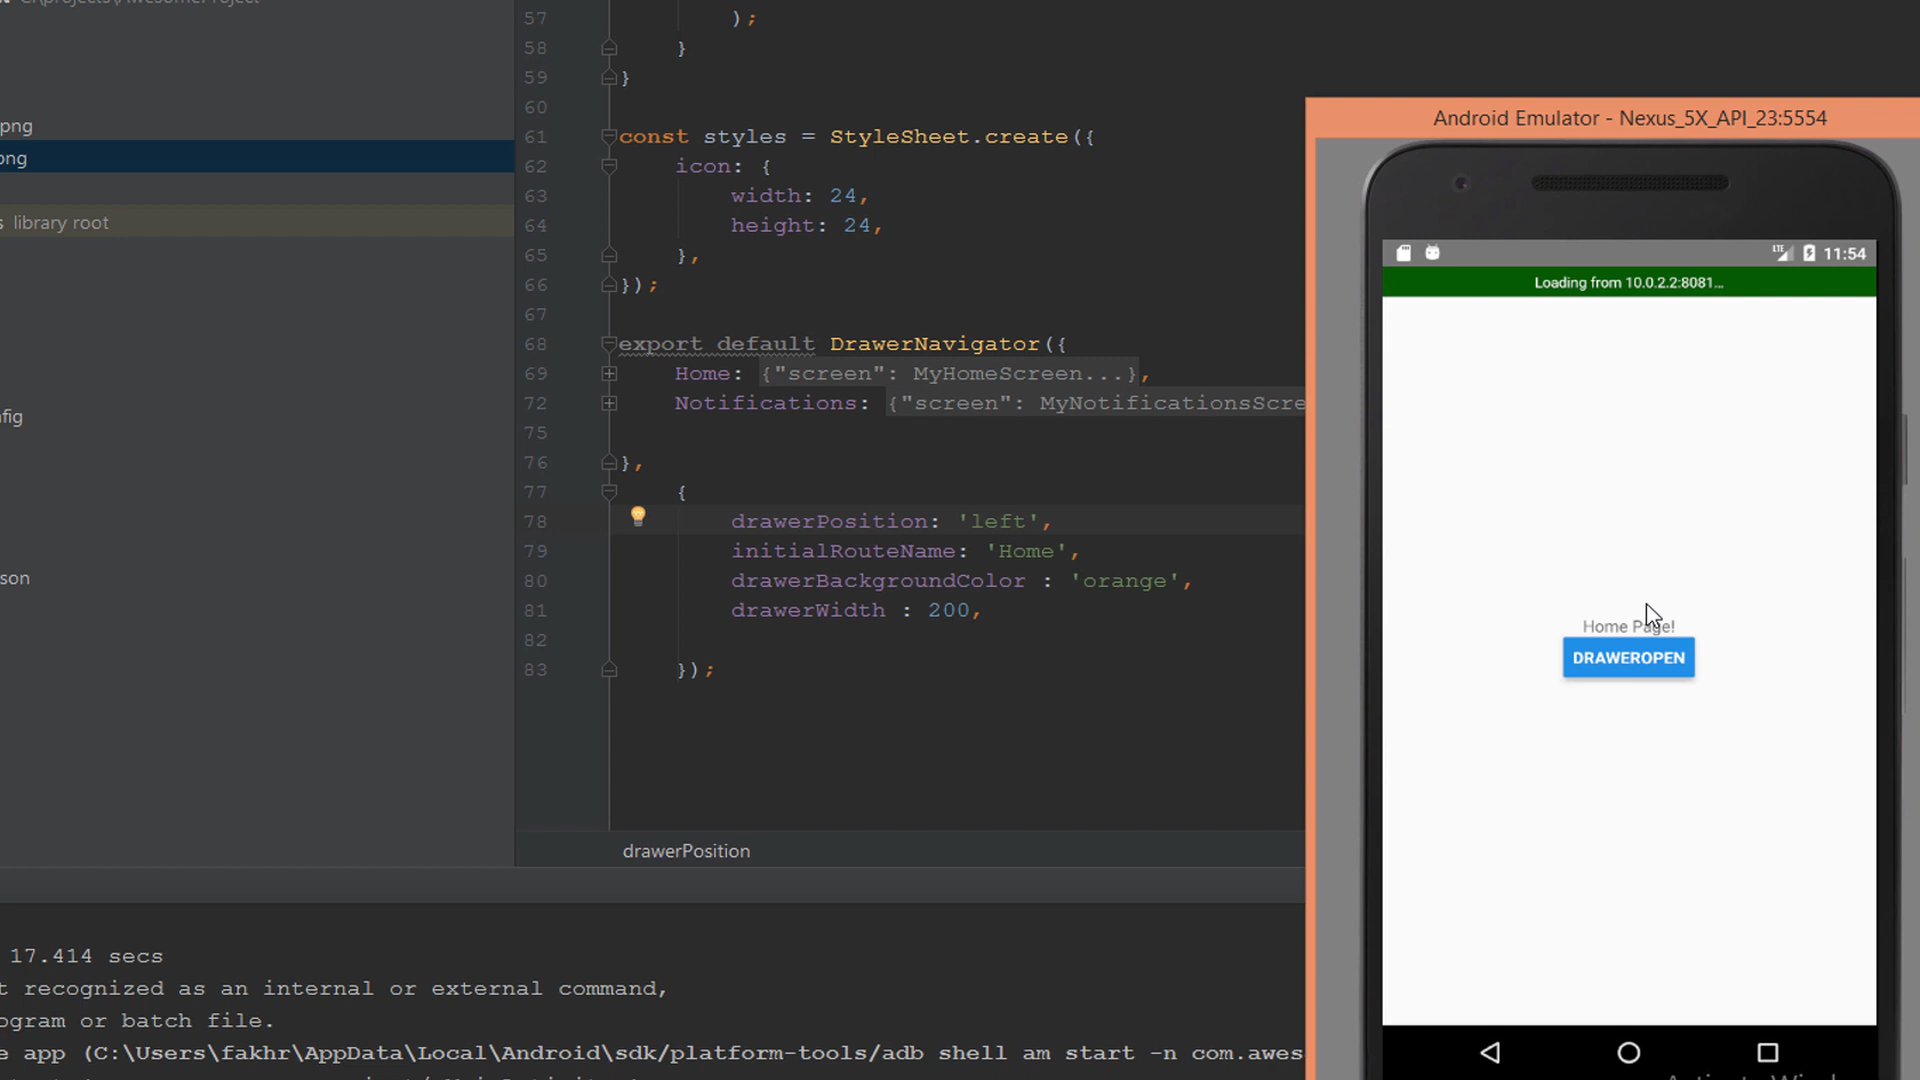 C:\projects\AwesomeProject
png
png
s library root
fig
son
57 );
58 }
59 }
60
61 const styles = StyleSheet.create({
62 icon: {
63 width: 24,
64 height: 24,
65 },
66 });
67
68 export default DrawerNavigator({
69 Home: {"screen": MyHomeScreen...},
72 Notifications: {"screen": MyNotificationsScre
75
76 },
77 {
78 drawerPosition: 'left',
79 initialRouteName: 'Home',
80 drawerBackgroundColor : 'orange',
81 drawerWidth : 200,
82
83 });
drawerPosition
17.414 secs
t recognized as an internal or external command,
ogram or batch file.
e app (C:\Users\fakhr\AppData\Local\Android\sdk/platform-tools/adb shell am start -n com.awes
Android Emulator - Nexus_5X_API_23:5554
LTE 11:54
Loading from 10.0.2.2:8081...
Home Page!
DRAWEROPEN